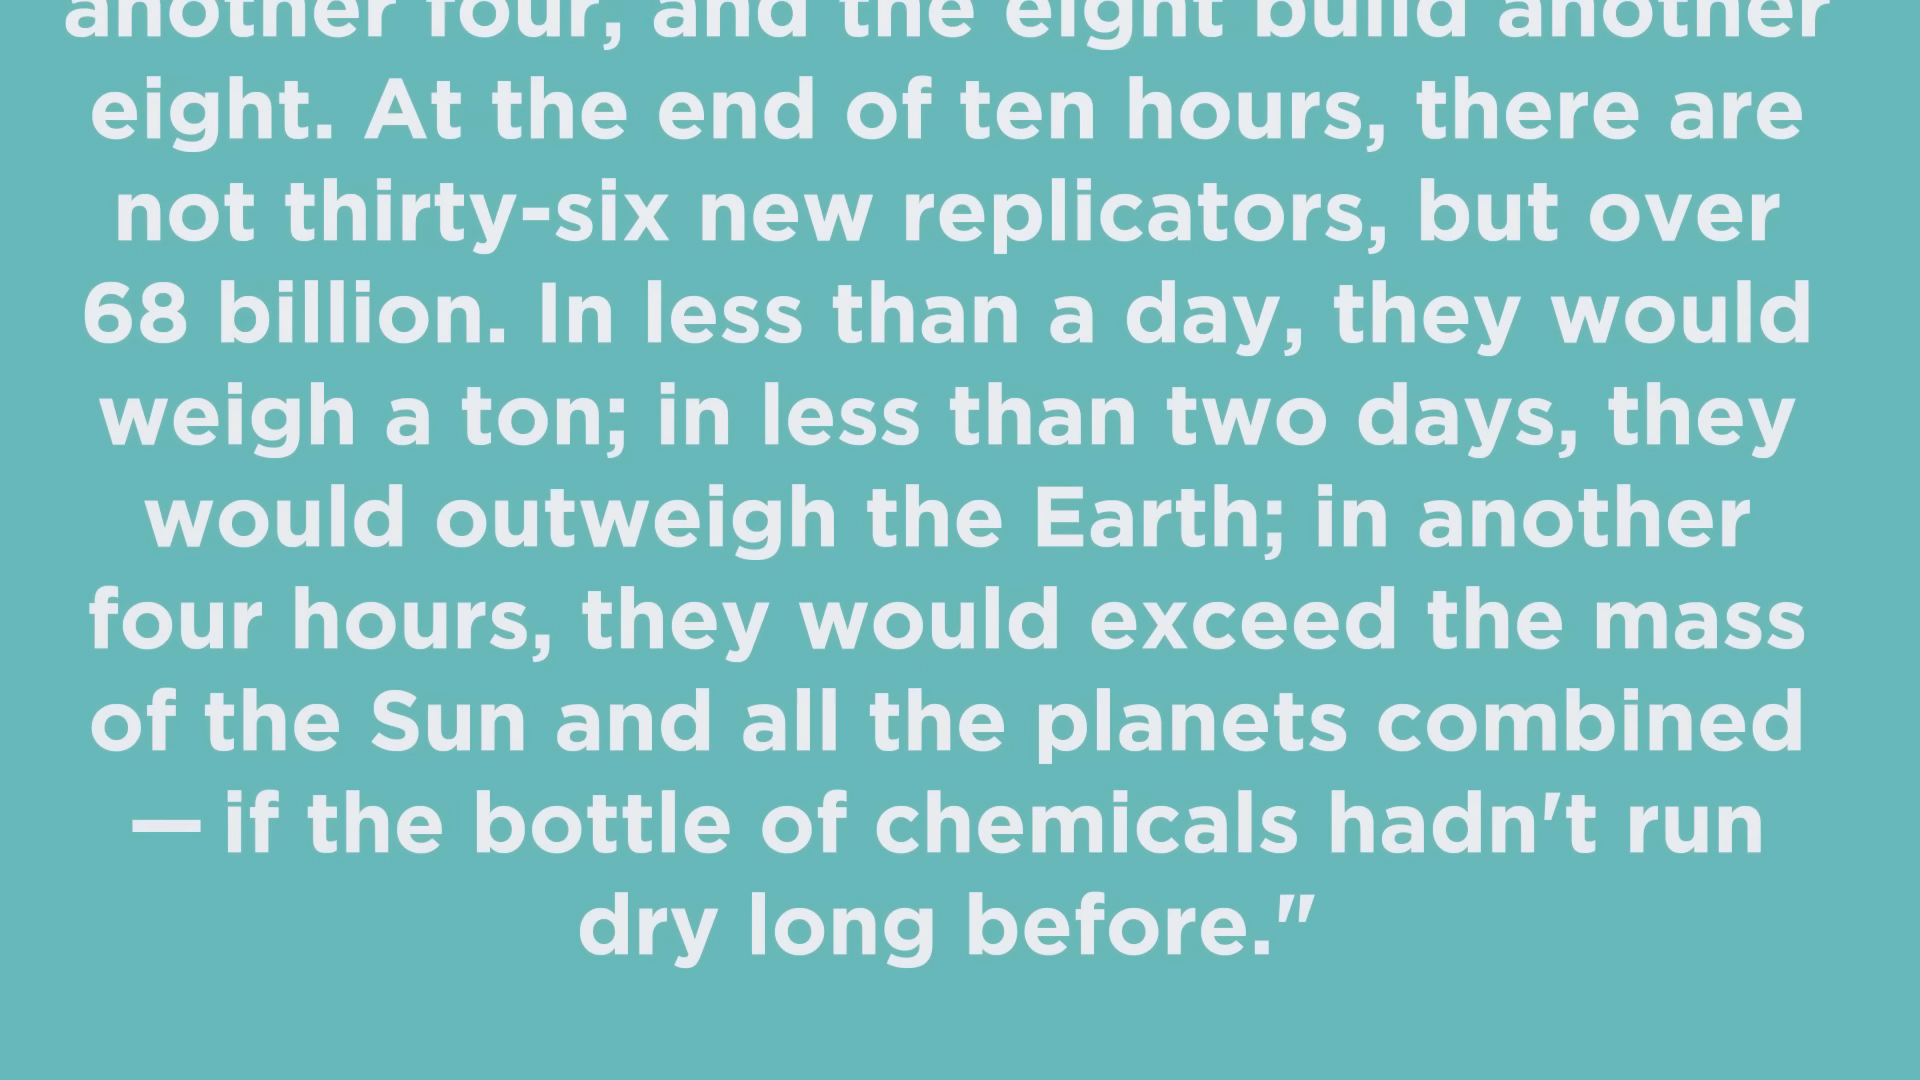 another four, and the eight build another
eight. At the end of ten hours, there are
not thirty-six new replicators, but over
68 billion. In less than a day, they would
weigh a ton; in less than two days, they
would outweigh the Earth; in another
four hours, they would exceed the mass
of the Sun and all the planets combined
— if the bottle of chemicals hadn't run
dry long before."